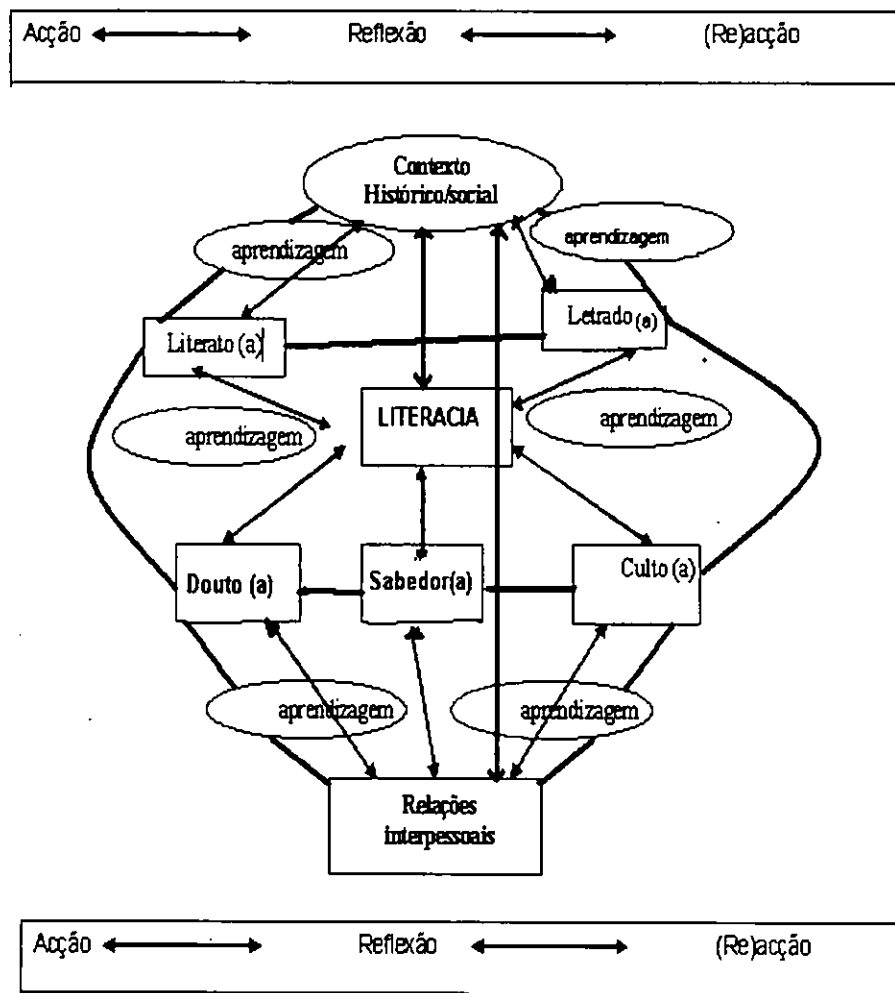 Acção Reflexão (Re)acção
Contexto
Histórico/social
aprendizagem aprendizagem
Literato (a) Letrado (a)
LITERACIA
aprendizagem aprendizagem
Douto (a) Sabedor(a) Culto (a)
aprendizagem aprendizagem
Relações
interpessoais
Acção Reflexão (Re)acção